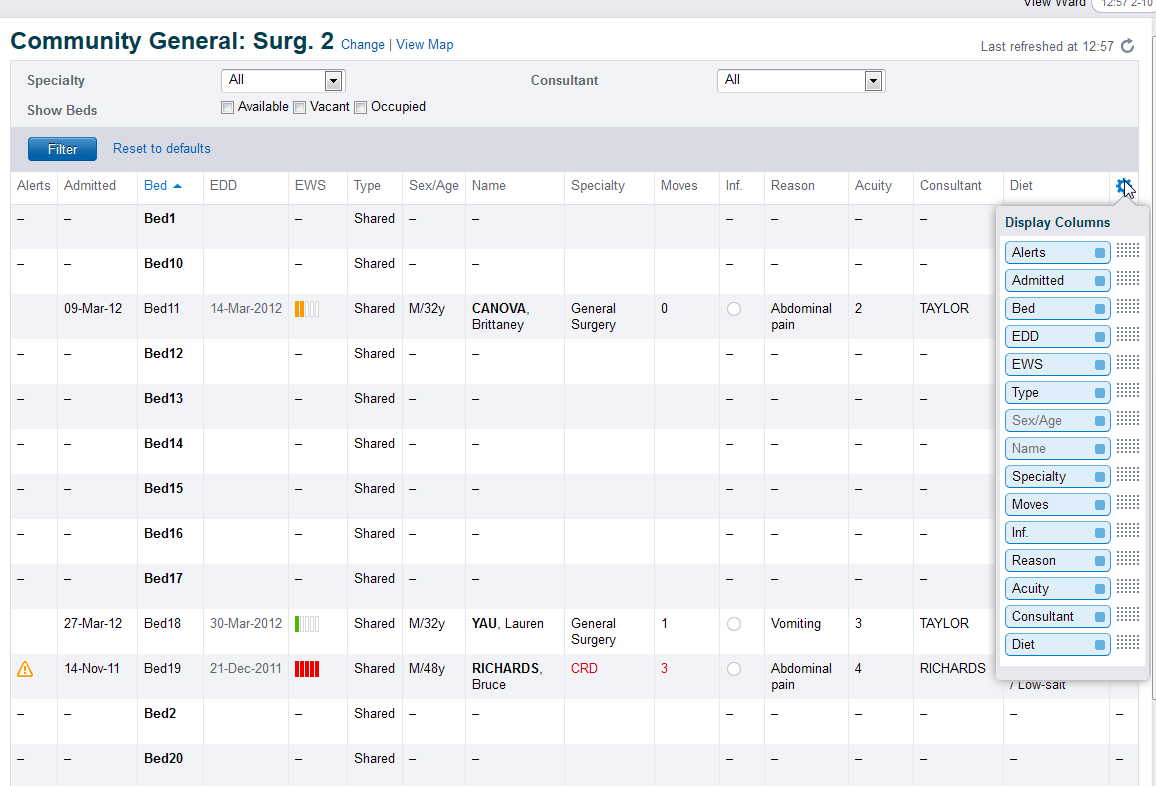 View Ward 12:57 2-10
Community General: Surg. 2 Change | View Map
Last refreshed at 12:57
Specialty All Consultant All
Show Beds Available Vacant Occupied
Filter Reset to defaults
Alerts Admitted Bed EDD EWS Type Sex/Age Name Specialty Moves Inf. Reason Acuity Consultant Diet
– – Bed1 – Shared – – – – – –
– – Bed10 – Shared – – – – – –
09-Mar-12 Bed11 14-Mar-2012 Shared M/32y CANOVA, General 0 Abdominal 2 TAYLOR
Brittaney Surgery pain
– – Bed12 – Shared – – – – – –
– – Bed13 – Shared – – – – – –
– – Bed14 – Shared – – – – – –
– – Bed15 – Shared – – – – – –
– – Bed16 – Shared – – – – – –
– – Bed17 – Shared – – – – – –
27-Mar-12 Bed18 30-Mar-2012 Shared M/32y YAU, Lauren General 1 Vomiting 3 TAYLOR
Surgery
14-Nov-11 Bed19 21-Dec-2011 Shared M/48y RICHARDS, CRD 3 Abdominal 4 RICHARDS
Bruce pain / Low-salt
– – Bed2 – Shared – – – – – – – –
– – Bed20 – Shared – – – – – – – –
Display Columns
Alerts
Admitted
Bed
EDD
EWS
Type
Sex/Age
Name
Specialty
Moves
Inf.
Reason
Acuity
Consultant
Diet